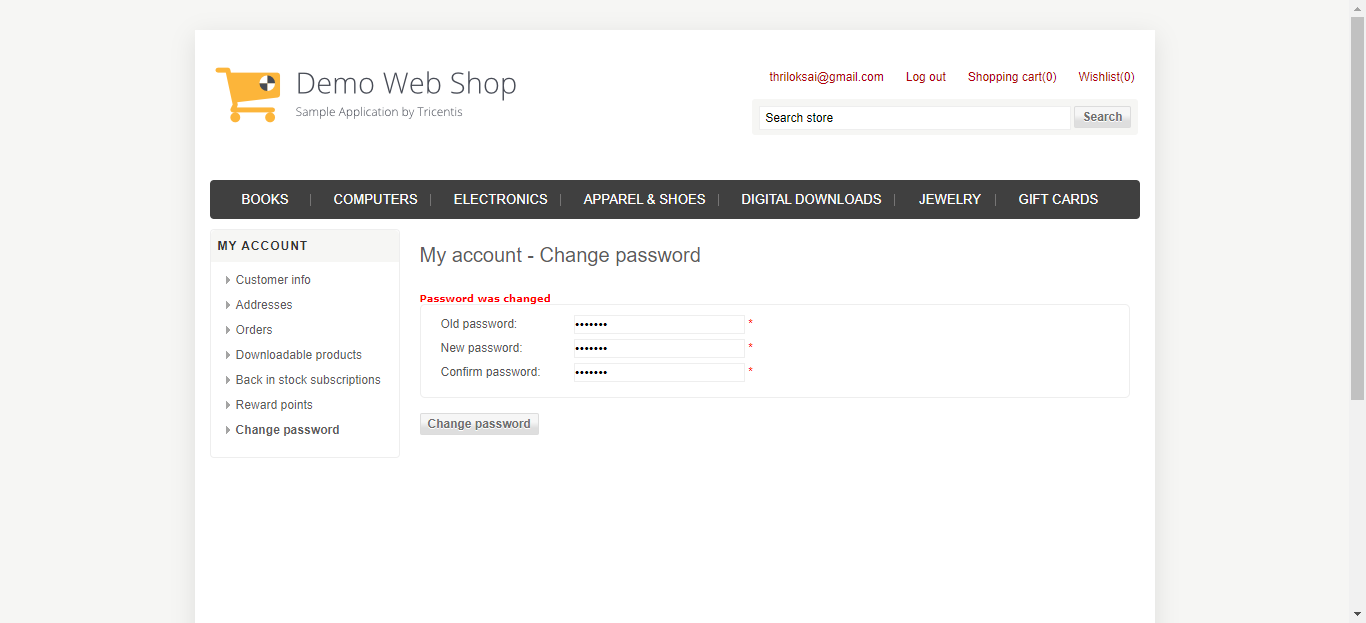 Demo Web Shop
Sample Application by Tricentis
thriloksai@gmail.com Log out Shopping cart(0) Wishlist(0)
Search store Search
BOOKS COMPUTERS ELECTRONICS APPAREL & SHOES DIGITAL DOWNLOADS JEWELRY GIFT CARDS
MY ACCOUNT
Customer info
Addresses
Orders
Downloadable products
Back in stock subscriptions
Reward points
Change password
My account - Change password
Password was changed
Old password: ••••••• *
New password: ••••••• *
Confirm password: ••••••• *
Change password